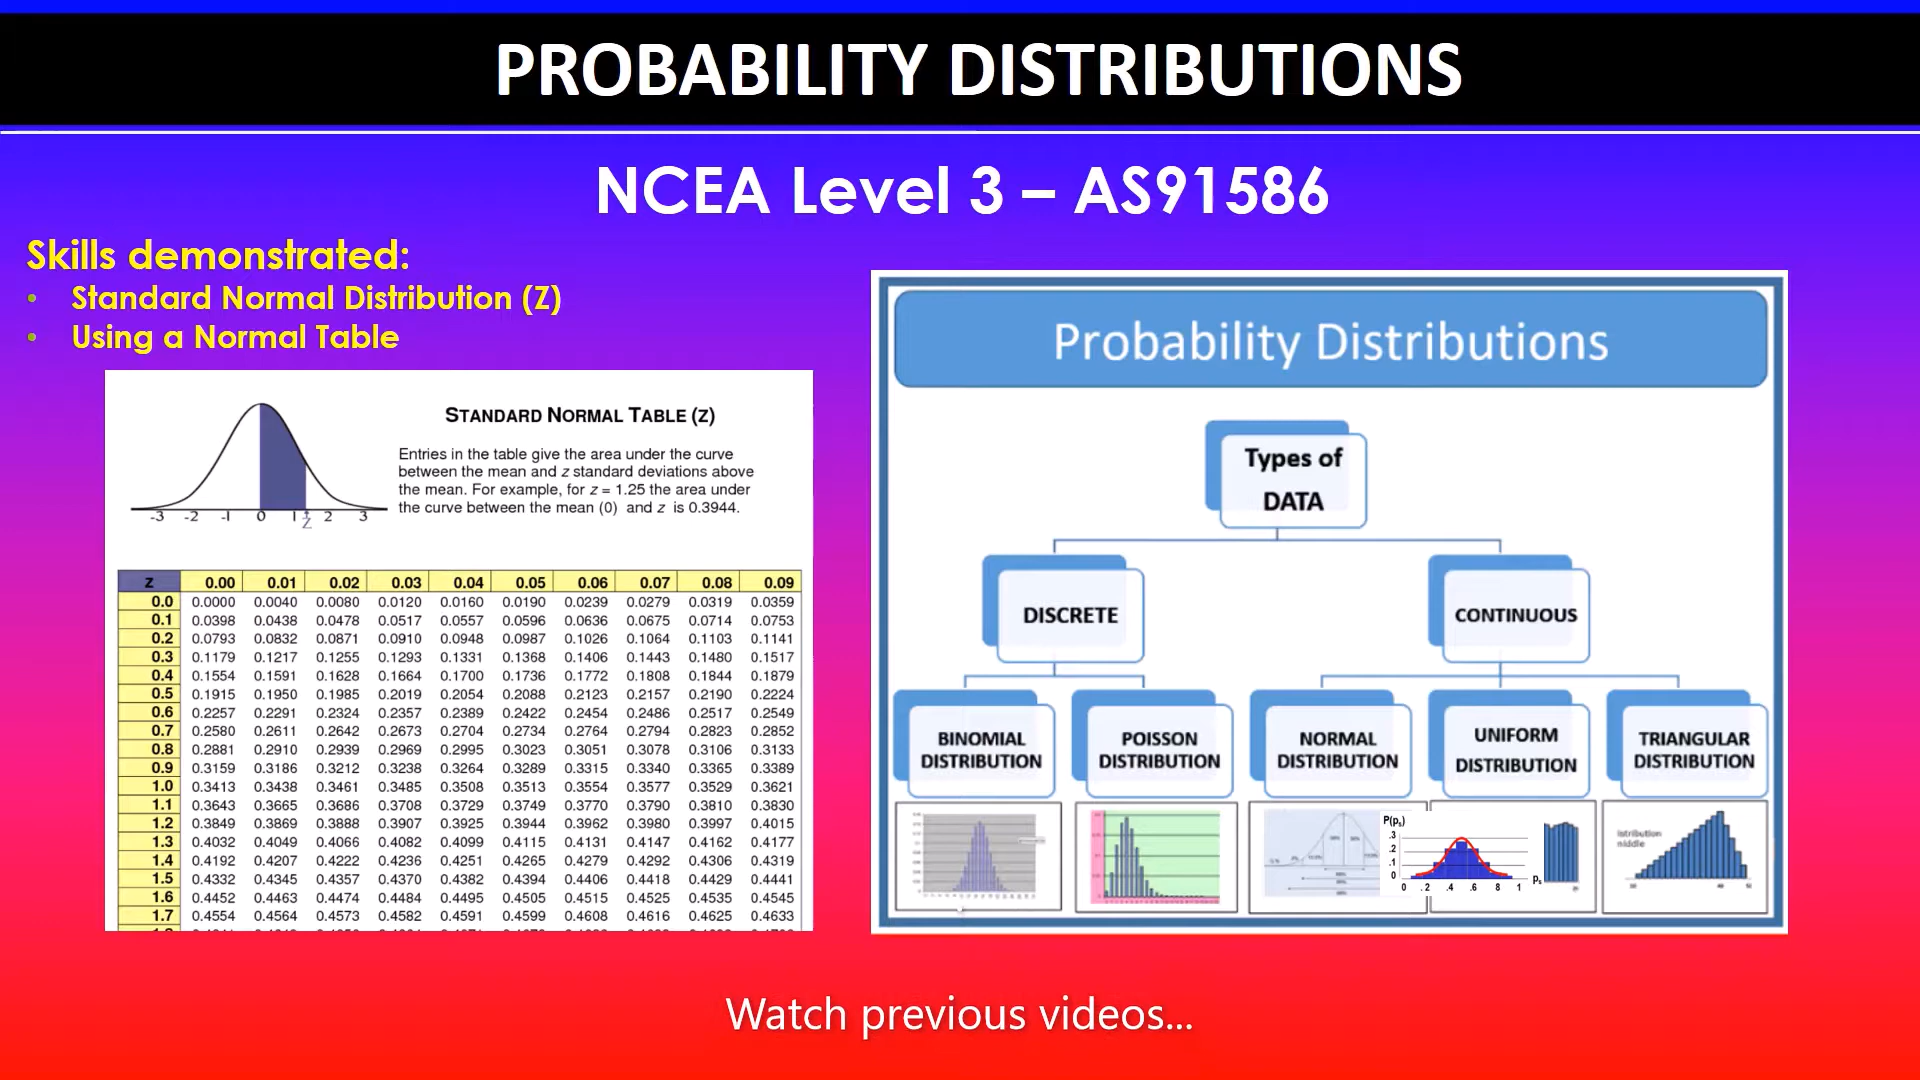 PROBABILITY DISTRIBUTIONS
NCEA Level 3 – AS91586
Skills demonstrated:
• Standard Normal Distribution (Z)
• Using a Normal Table
STANDARD NORMAL TABLE (Z)
Entries in the table give the area under the curve
between the mean and z standard deviations above
the mean. For example, for z = 1.25 the area under
the curve between the mean (0) and z is 0.3944.
-3 -2 -1 0 1 Z 2 3
z 0.00 0.01 0.02 0.03 0.04 0.05 0.06 0.07 0.08 0.09
0.0 0.0000 0.0040 0.0080 0.0120 0.0160 0.0190 0.0239 0.0279 0.0319 0.0359
0.1 0.0398 0.0438 0.0478 0.0517 0.0557 0.0596 0.0636 0.0675 0.0714 0.0753
0.2 0.0793 0.0832 0.0871 0.0910 0.0948 0.0987 0.1026 0.1064 0.1103 0.1141
0.3 0.1179 0.1217 0.1255 0.1293 0.1331 0.1368 0.1406 0.1443 0.1480 0.1517
0.4 0.1554 0.1591 0.1628 0.1664 0.1700 0.1736 0.1772 0.1808 0.1844 0.1879
0.5 0.1915 0.1950 0.1985 0.2019 0.2054 0.2088 0.2123 0.2157 0.2190 0.2224
0.6 0.2257 0.2291 0.2324 0.2357 0.2389 0.2422 0.2454 0.2486 0.2517 0.2549
0.7 0.2580 0.2611 0.2642 0.2673 0.2704 0.2734 0.2764 0.2794 0.2823 0.2852
0.8 0.2881 0.2910 0.2939 0.2969 0.2995 0.3023 0.3051 0.3078 0.3106 0.3133
0.9 0.3159 0.3186 0.3212 0.3238 0.3264 0.3289 0.3315 0.3340 0.3365 0.3389
1.0 0.3413 0.3438 0.3461 0.3485 0.3508 0.3513 0.3554 0.3577 0.3529 0.3621
1.1 0.3643 0.3665 0.3686 0.3708 0.3729 0.3749 0.3770 0.3790 0.3810 0.3830
1.2 0.3849 0.3869 0.3888 0.3907 0.3925 0.3944 0.3962 0.3980 0.3997 0.4015
1.3 0.4032 0.4049 0.4066 0.4082 0.4099 0.4115 0.4131 0.4147 0.4162 0.4177
1.4 0.4192 0.4207 0.4222 0.4236 0.4251 0.4265 0.4279 0.4292 0.4306 0.4319
1.5 0.4332 0.4345 0.4357 0.4370 0.4382 0.4394 0.4406 0.4418 0.4429 0.4441
1.6 0.4452 0.4463 0.4474 0.4484 0.4495 0.4505 0.4515 0.4525 0.4535 0.4545
1.7 0.4554 0.4564 0.4573 0.4582 0.4591 0.4599 0.4608 0.4616 0.4625 0.4633
Probability Distributions
Types of
DATA
DISCRETE
CONTINUOUS
BINOMIAL
DISTRIBUTION
POISSON
DISTRIBUTION
NORMAL
DISTRIBUTION
UNIFORM
DISTRIBUTION
TRIANGULAR
DISTRIBUTION
P(ps)
.3
.2
.1
0
0 .2 .4 .6 8 1 ps
istribution
middle
Watch previous videos...